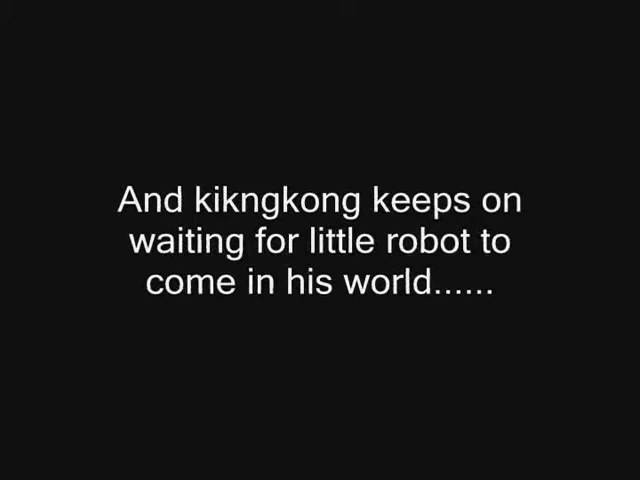 And kikngkong keeps on
waiting for little robot to
come in his world......